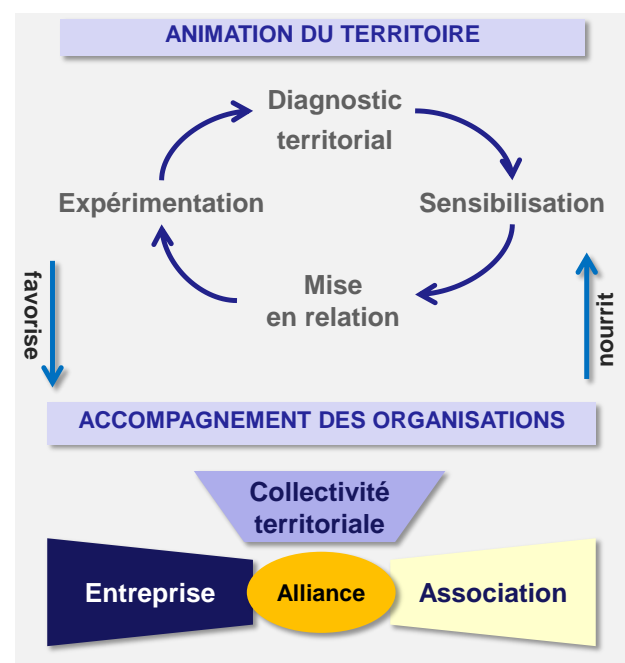 ANIMATION DU TERRITOIRE
Diagnostic
territorial
Expérimentation
Sensibilisation
Mise
en relation
favorise
nourrit
ACCOMPAGNEMENT DES ORGANISATIONS
Collectivité
territoriale
Entreprise
Alliance
Association